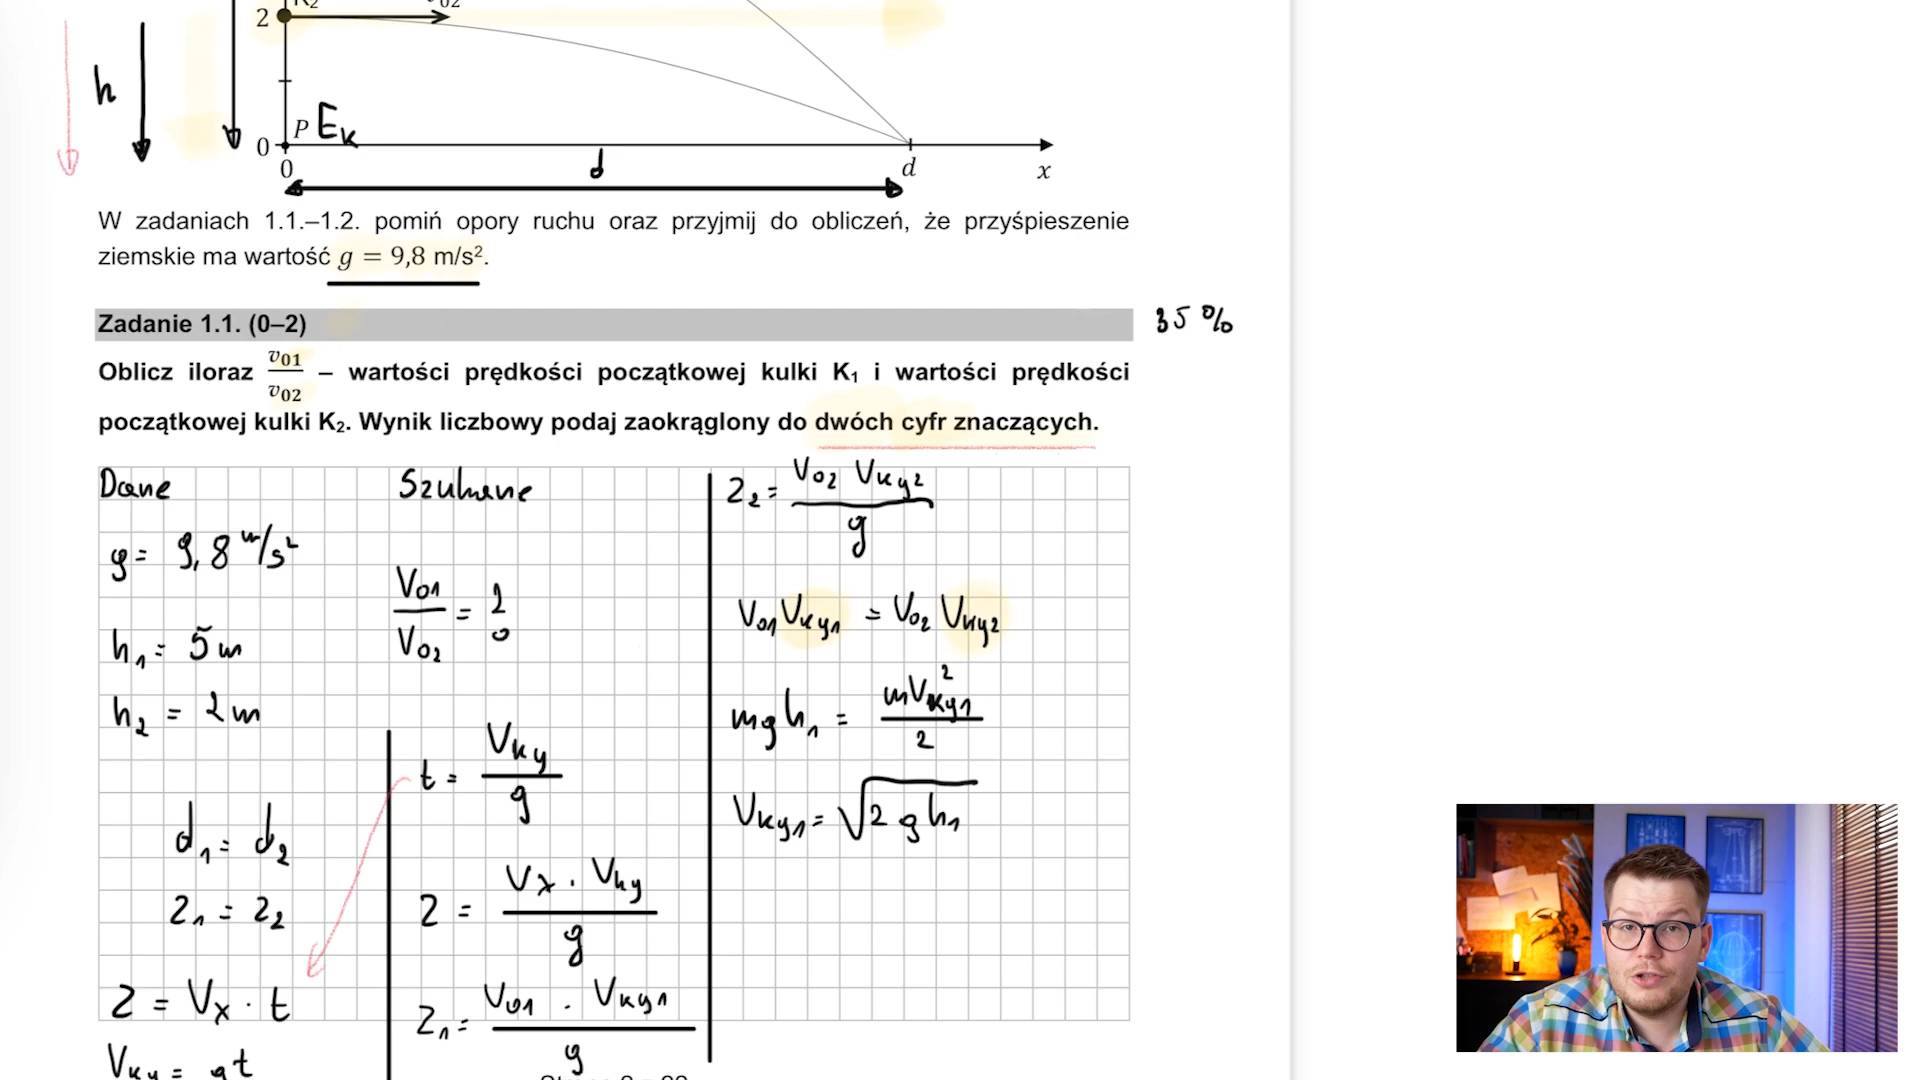 2
h
P E_k
0
0 d d x
W zadaniach 1.1.–1.2. pomiń opory ruchu oraz przyjmij do obliczeń, że przyśpieszenie
ziemskie ma wartość g = 9,8 m/s².
Zadanie 1.1. (0–2)
35 %
Oblicz iloraz v₀₁/v₀₂ – wartości prędkości początkowej kulki K₁ i wartości prędkości
początkowej kulki K₂. Wynik liczbowy podaj zaokrąglony do dwóch cyfr znaczących.
Dane
g = 9,8 m/s²
h₁ = 5 m
h₂ = 2 m
d₁ = d₂
Z₁ = Z₂
Z = Vx · t
Vky = gt
Szukane
V₀₁/V₀₂ = ?
t = Vky/g
Z = Vx · Vky/g
Z₁ = V₀₁ · Vky1/g
Z₂ = V₀₂ Vky2/g
V₀₁ Vky1 = V₀₂ Vky2
mgh₁ = mVky1²/2
Vky1 = √2gh₁